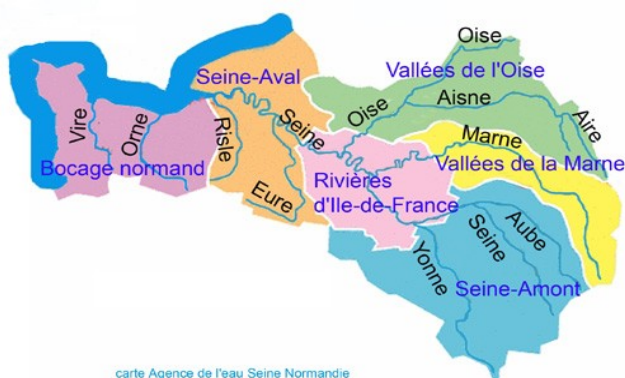 Oise
Seine-Aval
Vallées de l'Oise
Oise
Aisne
Aire
Vire
Orne
Risle
Seine
Marne
Bocage normand
Vallées de la Marne
Rivières
d'Ile-de-France
Eure
Yonne
Seine
Aube
Seine-Amont
carte Agence de l'eau Seine Normandie